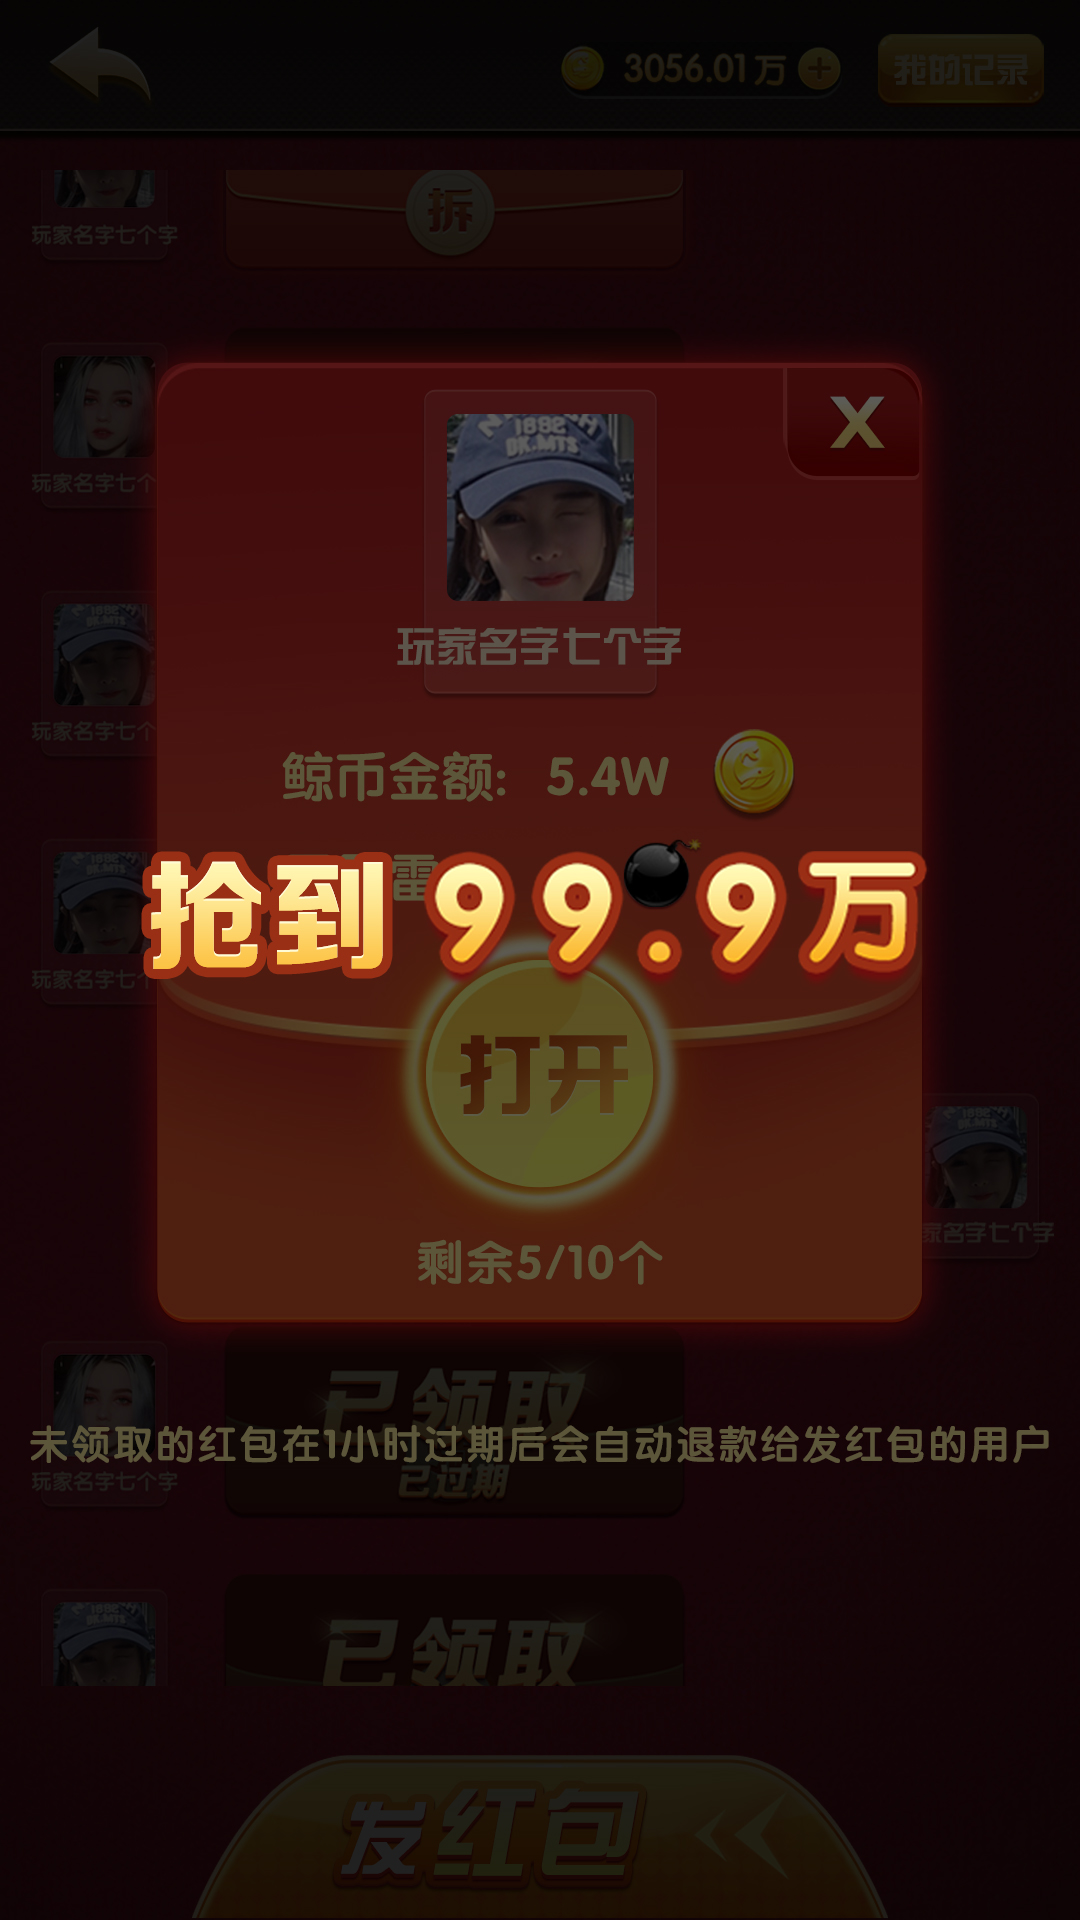 3056.01万
我的记录
拆
玩家名字七个字
玩家名字七个
X
1882
DK.MTS
玩家名字七个字
玩家名字七个
鲸币金额: 5.4W
雷
抢到99.9万
玩家名字七个
打开
家名字七个字
剩余5/10个
已领取
未领取的红包在1小时过期后会自动退款给发红包的用户
玩家名字七个字
已过期
已领取
发红包